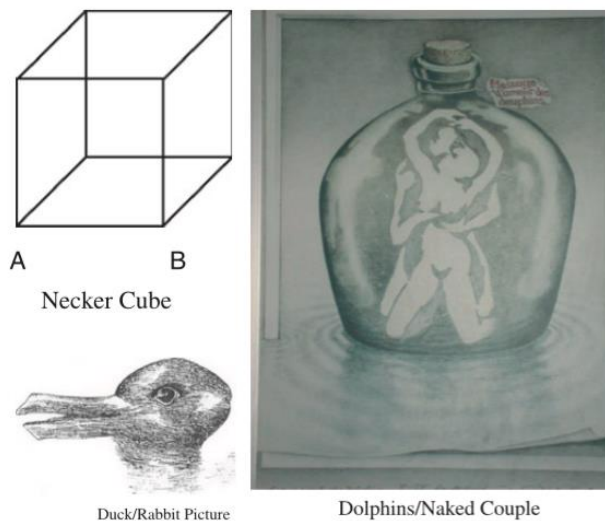 A
B
Necker Cube
Duck/Rabbit Picture
Dolphins/Naked Couple